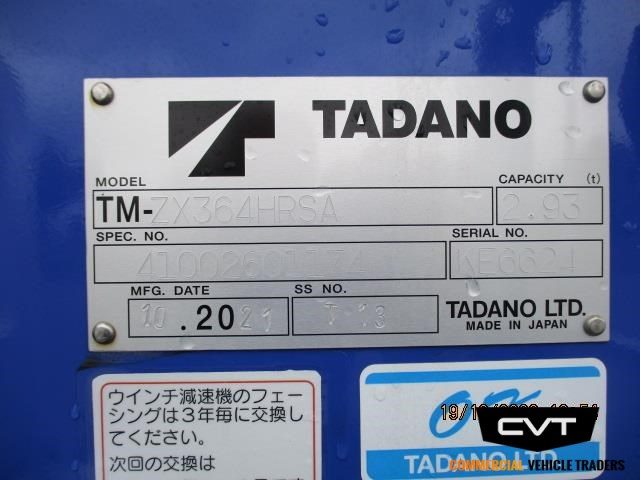 TADANO
MODEL
CAPACITY (t)
TM-ZX364HRSA
2.93
SPEC. NO.
SERIAL NO.
MFG. DATE
SS NO.
10 .2021
TADANO LTD.
MADE IN JAPAN
ウインチ減速機のフェー
シングは3年毎に交換し
てください。
次回の交換は
TADANO LTD
CVT
COMMERCIAL VEHICLE TRADERS